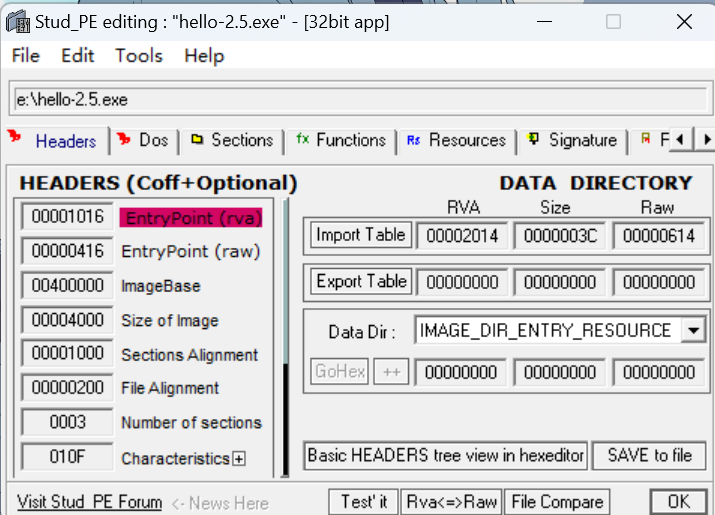 Stud_PE editing : "hello-2.5.exe" - [32bit app]
File Edit Tools Help
e:\hello-2.5.exe
Headers Dos Sections fx Functions Rs Resources Signature F
HEADERS (Coff+Optional)
00001016 EntryPoint (rva)
00000416 EntryPoint (raw)
00400000 ImageBase
00004000 Size of Image
00001000 Sections Alignment
00000200 File Alignment
0003 Number of sections
010F Characteristics +
DATA DIRECTORY
RVA Size Raw
Import Table 00002014 0000003C 00000614
Export Table 00000000 00000000 00000000
Data Dir : IMAGE_DIR_ENTRY_RESOURCE
GoHex ++ 00000000 00000000 00000000
Basic HEADERS tree view in hexeditor SAVE to file
Visit Stud_PE Forum <- News Here Test' it Rva<=>Raw File Compare OK